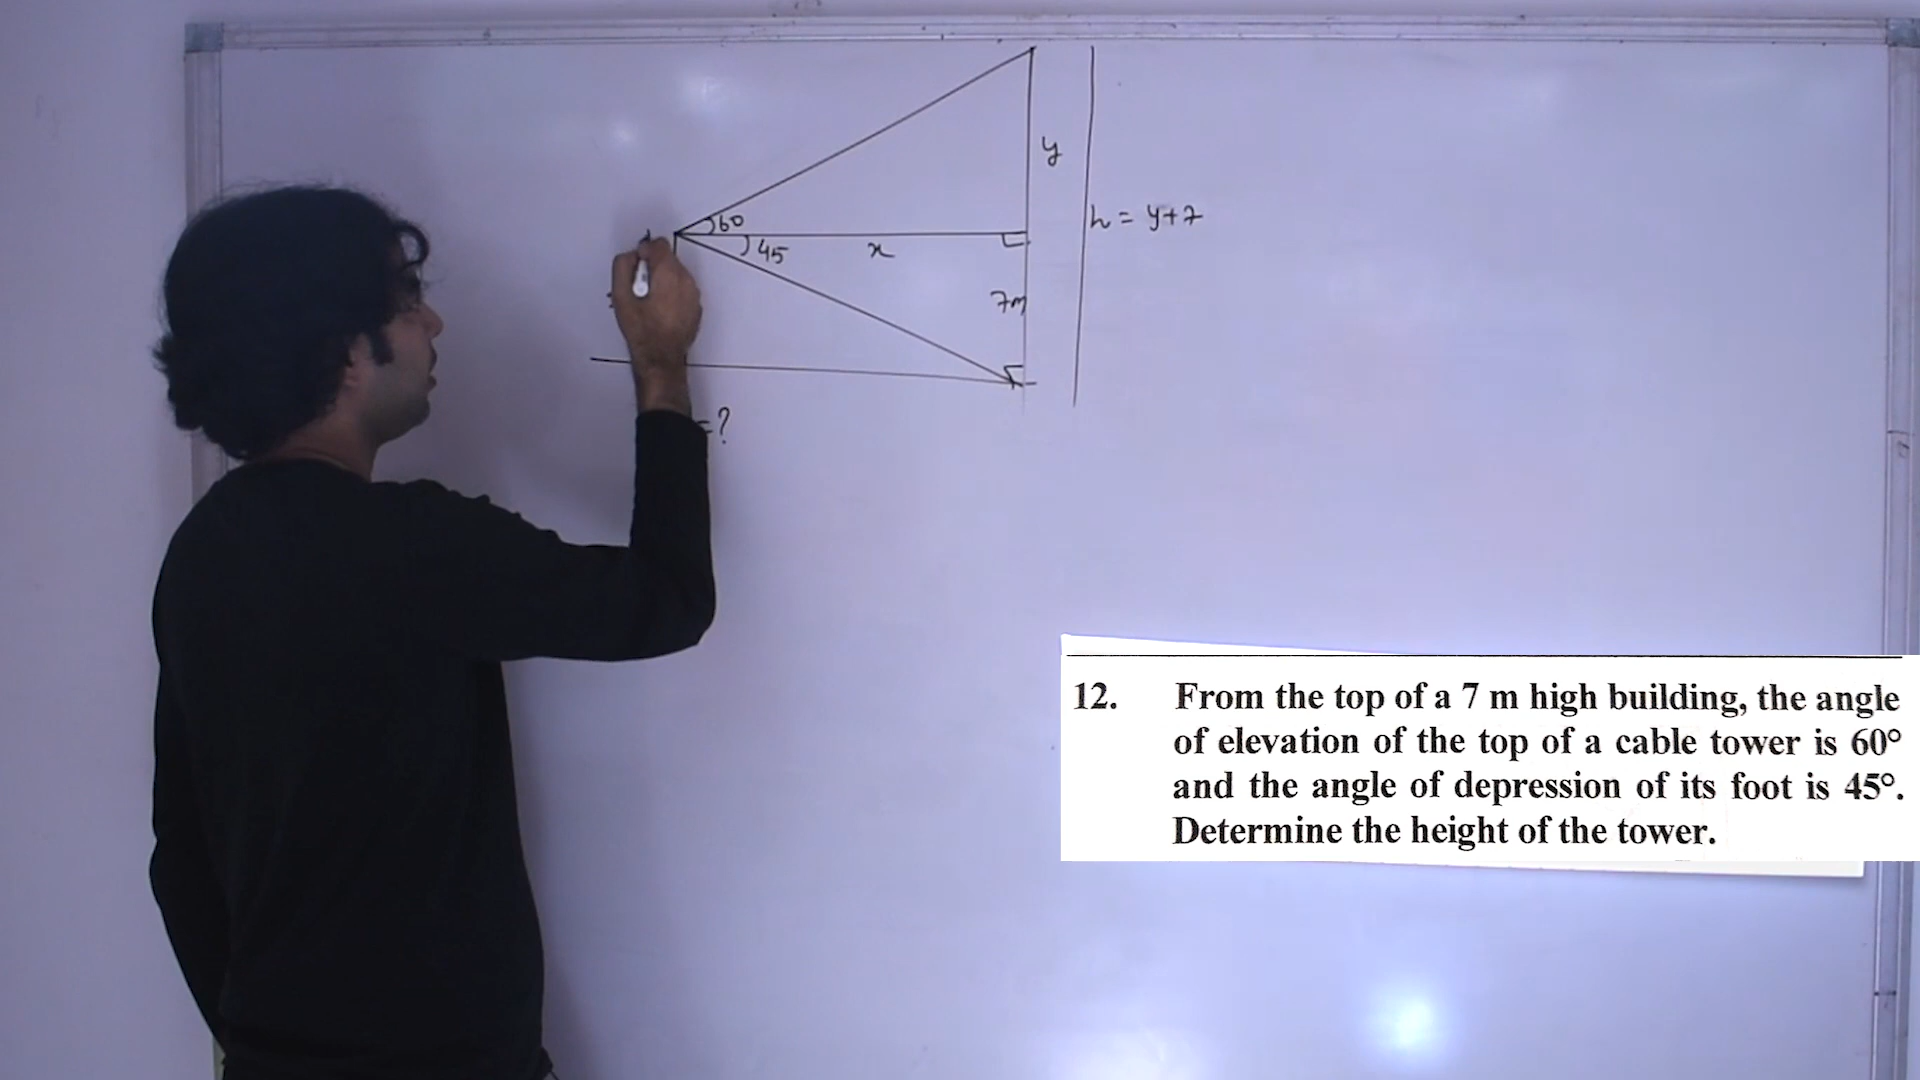 y
60
h = y+7
45
x
7m
=?
12. From the top of a 7 m high building, the angle
of elevation of the top of a cable tower is 60°
and the angle of depression of its foot is 45°.
Determine the height of the tower.